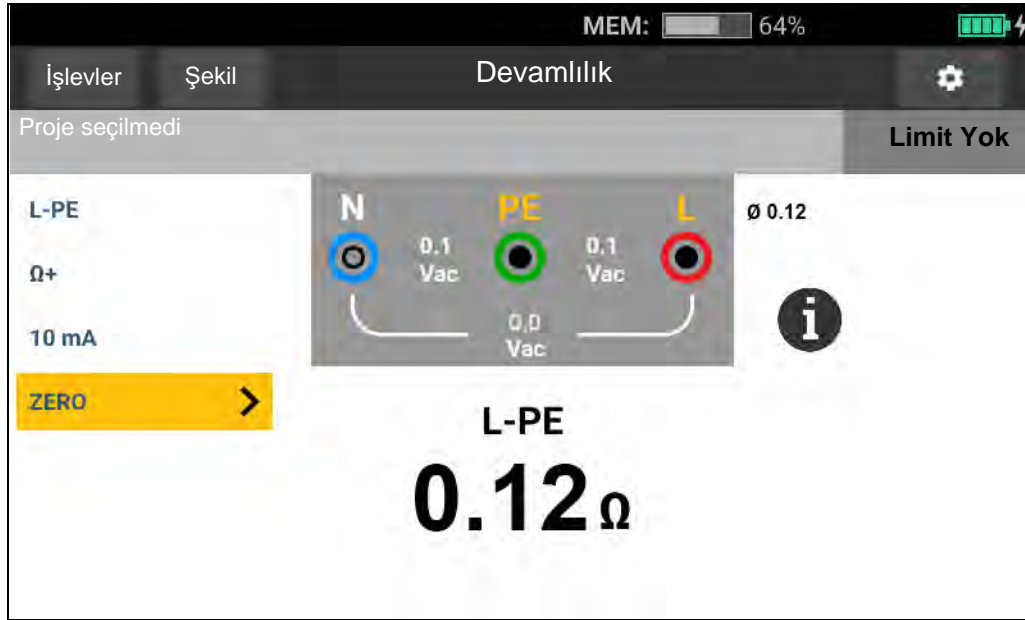 MEM: 64%
İşlevler Şekil Devamlılık
Proje seçilmedi Limit Yok
L-PE
Ω+
10 mA
ZERO
N PE L
0.1 Vac
0.1 Vac
0,0 Vac
Ø 0.12
L-PE
0.12 Ω